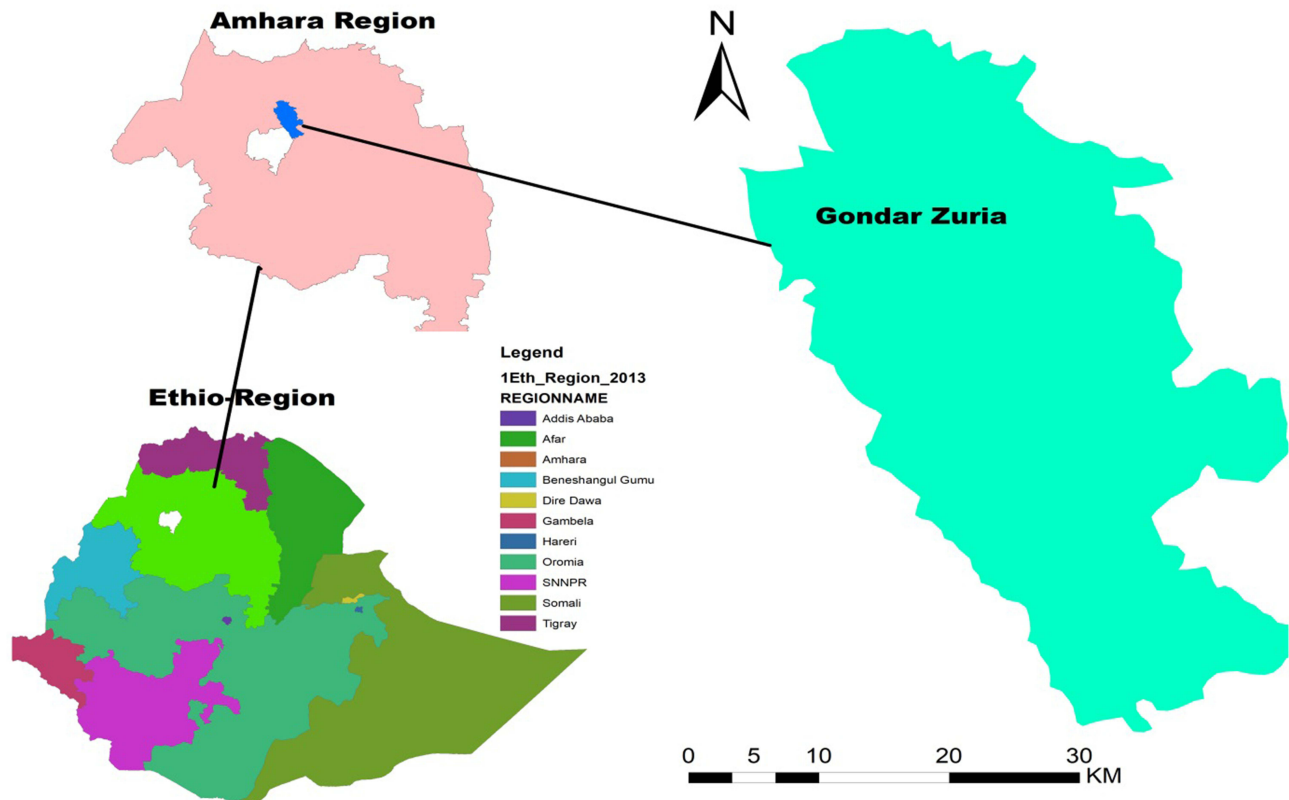 Amhara Region
N
Gondar Zuria
Ethio-Region
Legend
1Eth_Region_2013
REGIONNAME
Addis Ababa
Afar
Amhara
Beneshangul Gumu
Dire Dawa
Gambela
Hareri
Oromia
SNNPR
Somali
Tigray
0 5 10 20 30
KM